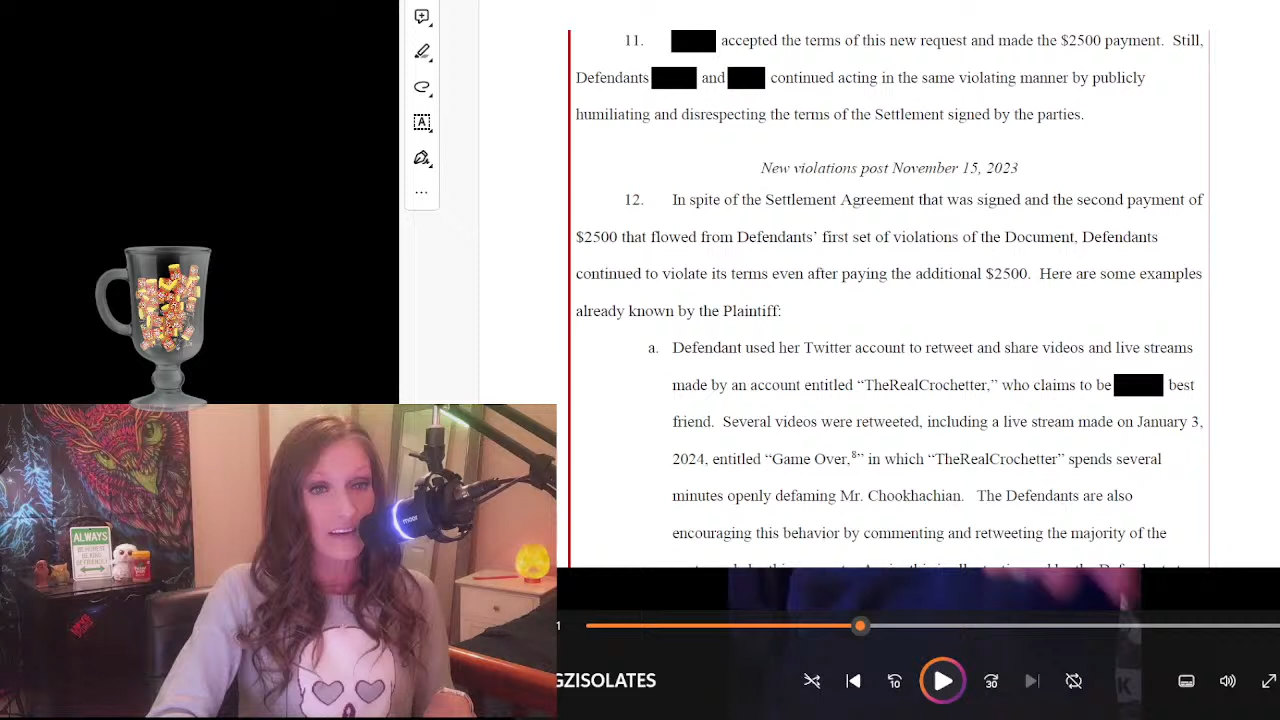 11. accepted the terms of this new request and made the $2500 payment. Still,
Defendants and continued acting in the same violating manner by publicly
humiliating and disrespecting the terms of the Settlement signed by the parties.
New violations post November 15, 2023
12. In spite of the Settlement Agreement that was signed and the second payment of
$2500 that flowed from Defendants’ first set of violations of the Document, Defendants
continued to violate its terms even after paying the additional $2500. Here are some examples
already known by the Plaintiff:
a. Defendant used her Twitter account to retweet and share videos and live streams
made by an account entitled “TheRealCrochetter,” who claims to be best
friend. Several videos were retweeted, including a live stream made on January 3,
2024, entitled “Game Over,⁸” in which “TheRealCrochetter” spends several
minutes openly defaming Mr. Chookhachian. The Defendants are also
encouraging this behavior by commenting and retweeting the majority of the
ALWAYS
maono
GZISOLATES
10
30
K